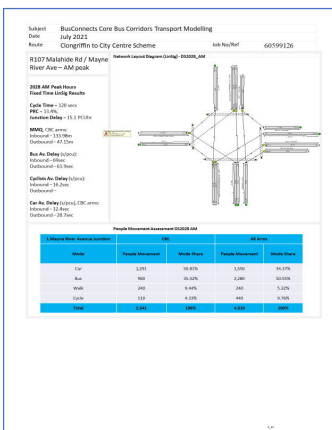 Subject BusConnects Core Bus Corridors Transport Modelling
Date July 2021
Route Clongriffin to City Centre Scheme Job No/Ref 60599126
R107 Malahide Rd / Mayne
River Ave – AM peak
Network Layout Diagram (LinSig) - DS2028_AM
2028 AM Peak Hours
Fixed Time LinSig Results
Cycle Time – 120 secs
PRC – 13.4%,
Junction Delay – 15.1 PCUhr
MMQ, CBC arms:
Inbound – 133.98m
Outbound – 47.15m
Bus Av. Delay (s/pcu):
Inbound – 60sec
Outbound – 61.9sec
Cyclists Av. Delay (s/pcu):
Inbound – 16.2sec
Outbound –
Car Av. Delay (s/pcu), CBC arms:
Inbound – 32.4sec
Outbound – 20.7sec
People Movement Assessment DS2028 AM
1.Mayne River Avenue Junction CBC All Arms
Mode People Movement Mode Share People Movement Mode Share
Car 1,291 50.81% 1,550 34.37%
Bus 900 35.42% 2,280 50.55%
Walk 240 9.44% 240 5.32%
Cycle 110 4.33% 440 9.76%
Total 2,541 100% 4,510 100%